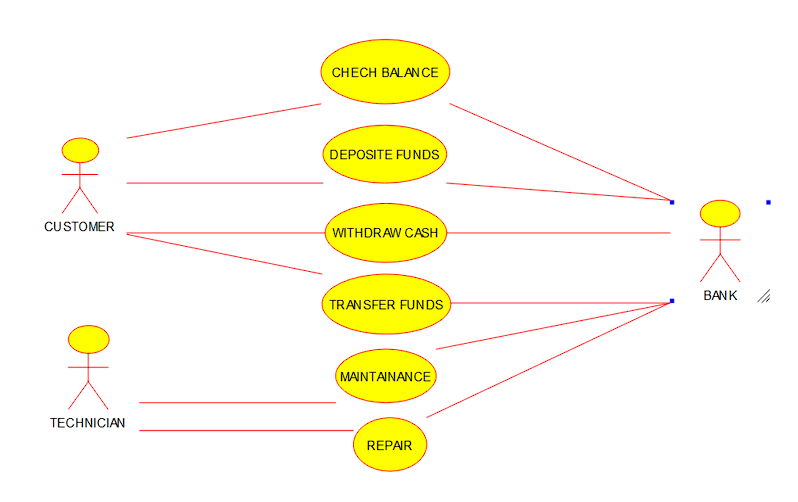 CHECH BALANCE
DEPOSITE FUNDS
CUSTOMER
WITHDRAW CASH
BANK
TRANSFER FUNDS
MAINTAINANCE
TECHNICIAN
REPAIR